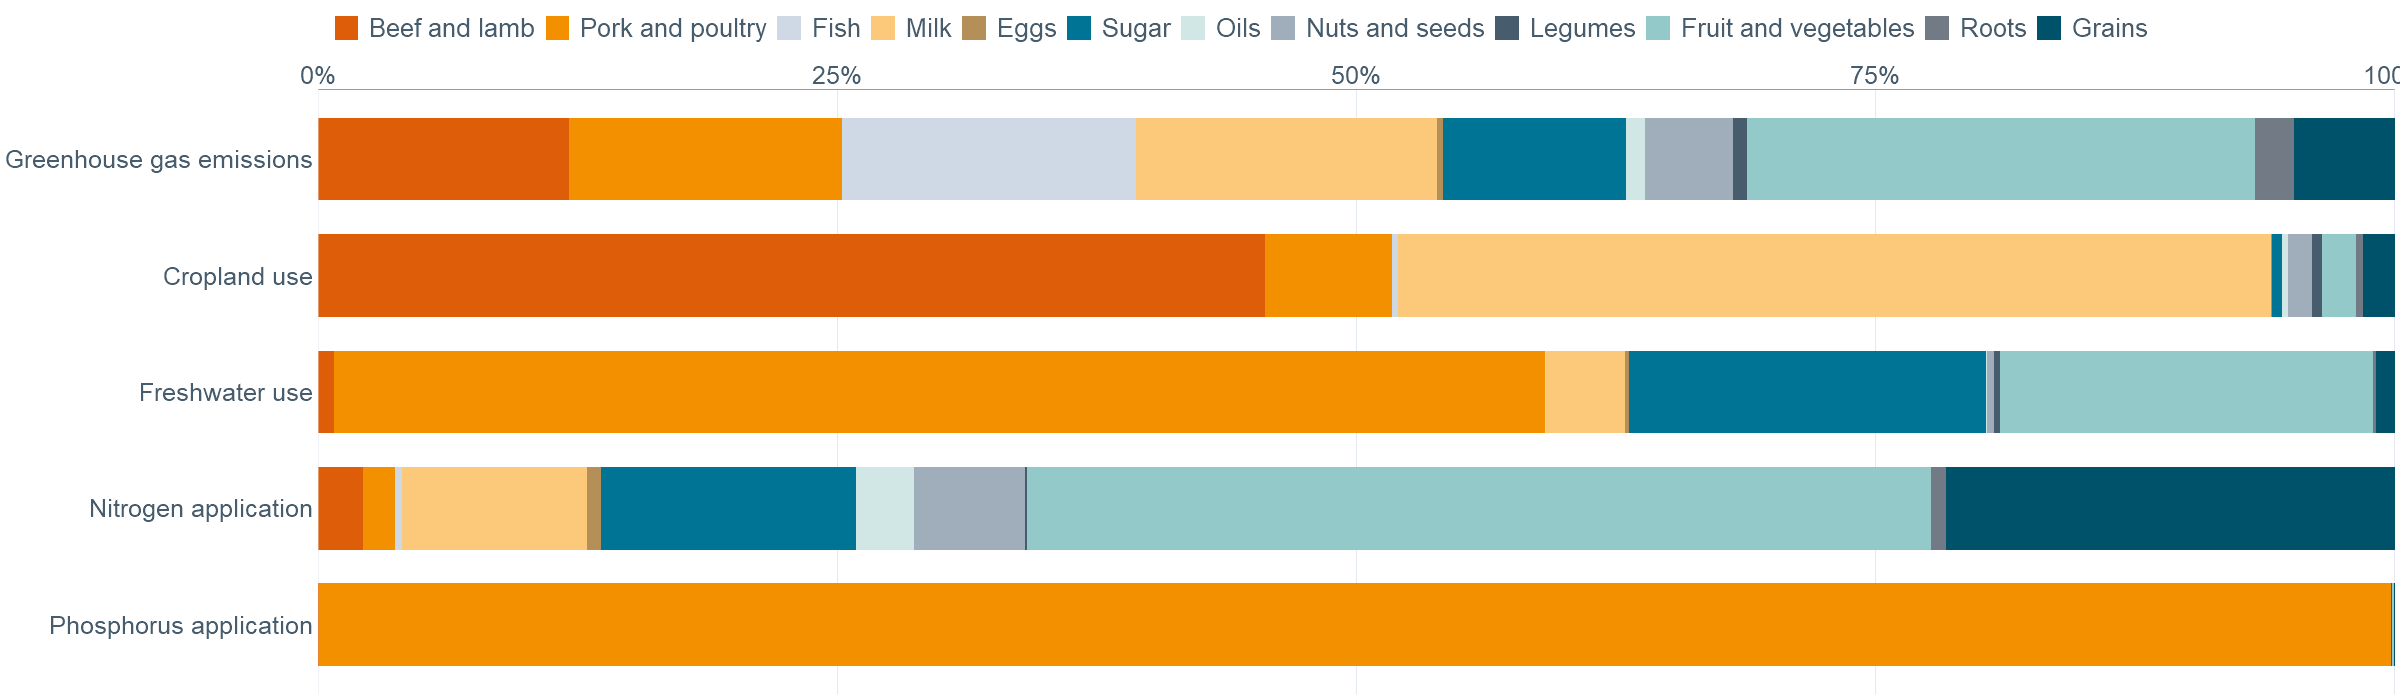 Beef and lamb Pork and poultry Fish Milk Eggs Sugar Oils Nuts and seeds Legumes Fruit and vegetables Roots Grains
0% 25% 50% 75% 100
Greenhouse gas emissions
Cropland use
Freshwater use
Nitrogen application
Phosphorus application